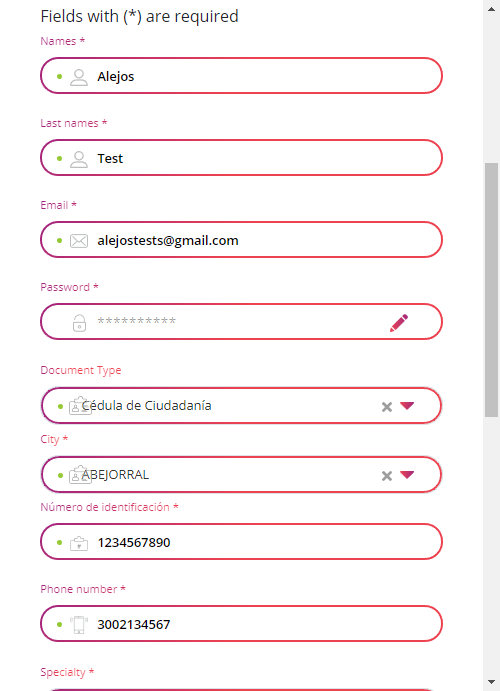 Fields with (*) are required
Names *
Alejos
Last names *
Test
Email *
alejostests@gmail.com
Password *
**********
Document Type
Cédula de Ciudadanía
City *
ABEJORRAL
Número de identificación *
1234567890
Phone number *
3002134567
Specialty *